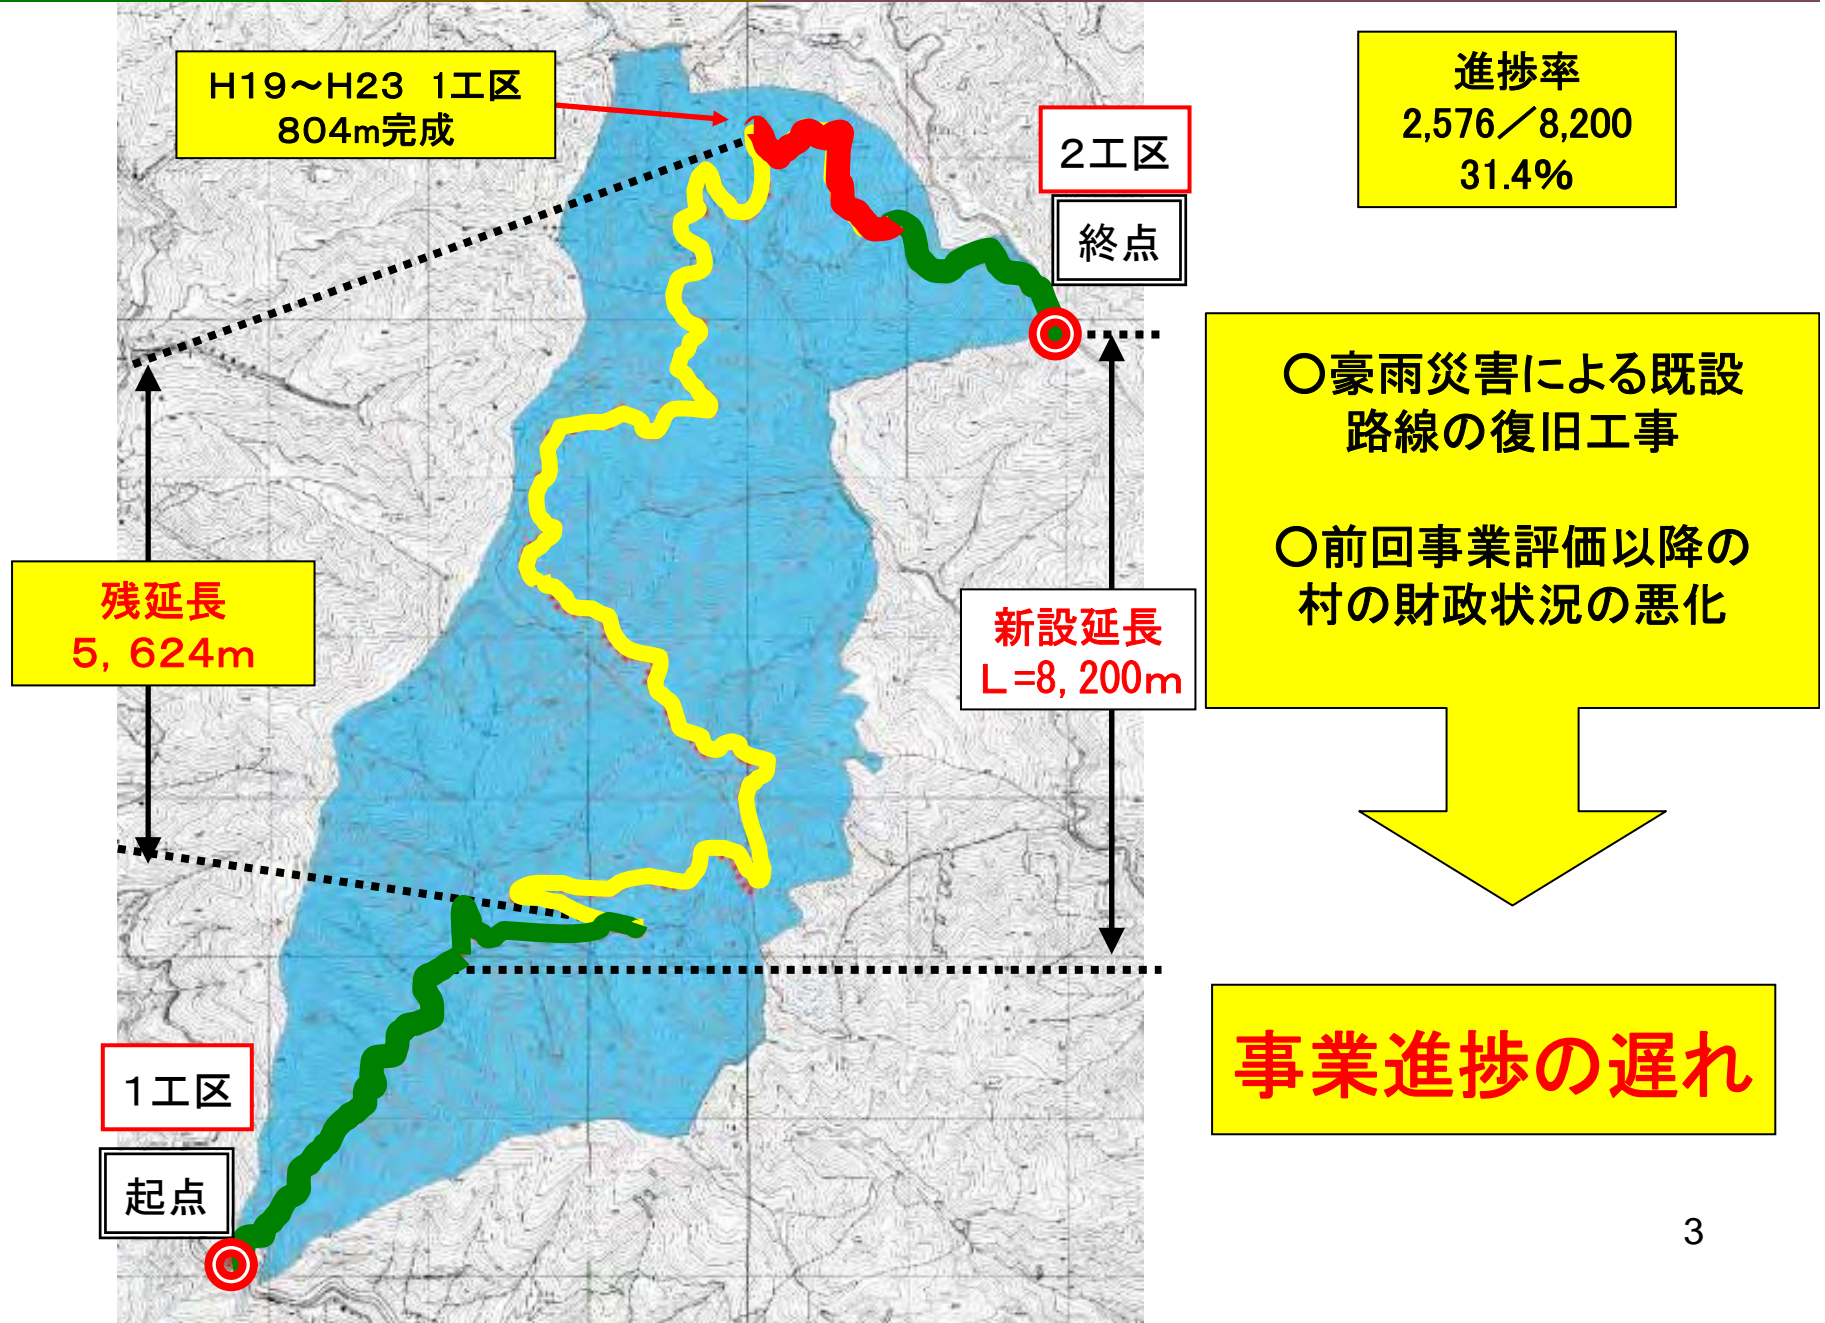 H19～H23 1工区
804m完成
進捗率
2,576／8,200
31.4%
2工区
終点
○豪雨災害による既設
路線の復旧工事
○前回事業評価以降の
村の財政状況の悪化
残延長
5,624m
新設延長
L=8,200m
事業進捗の遅れ
1工区
起点
3